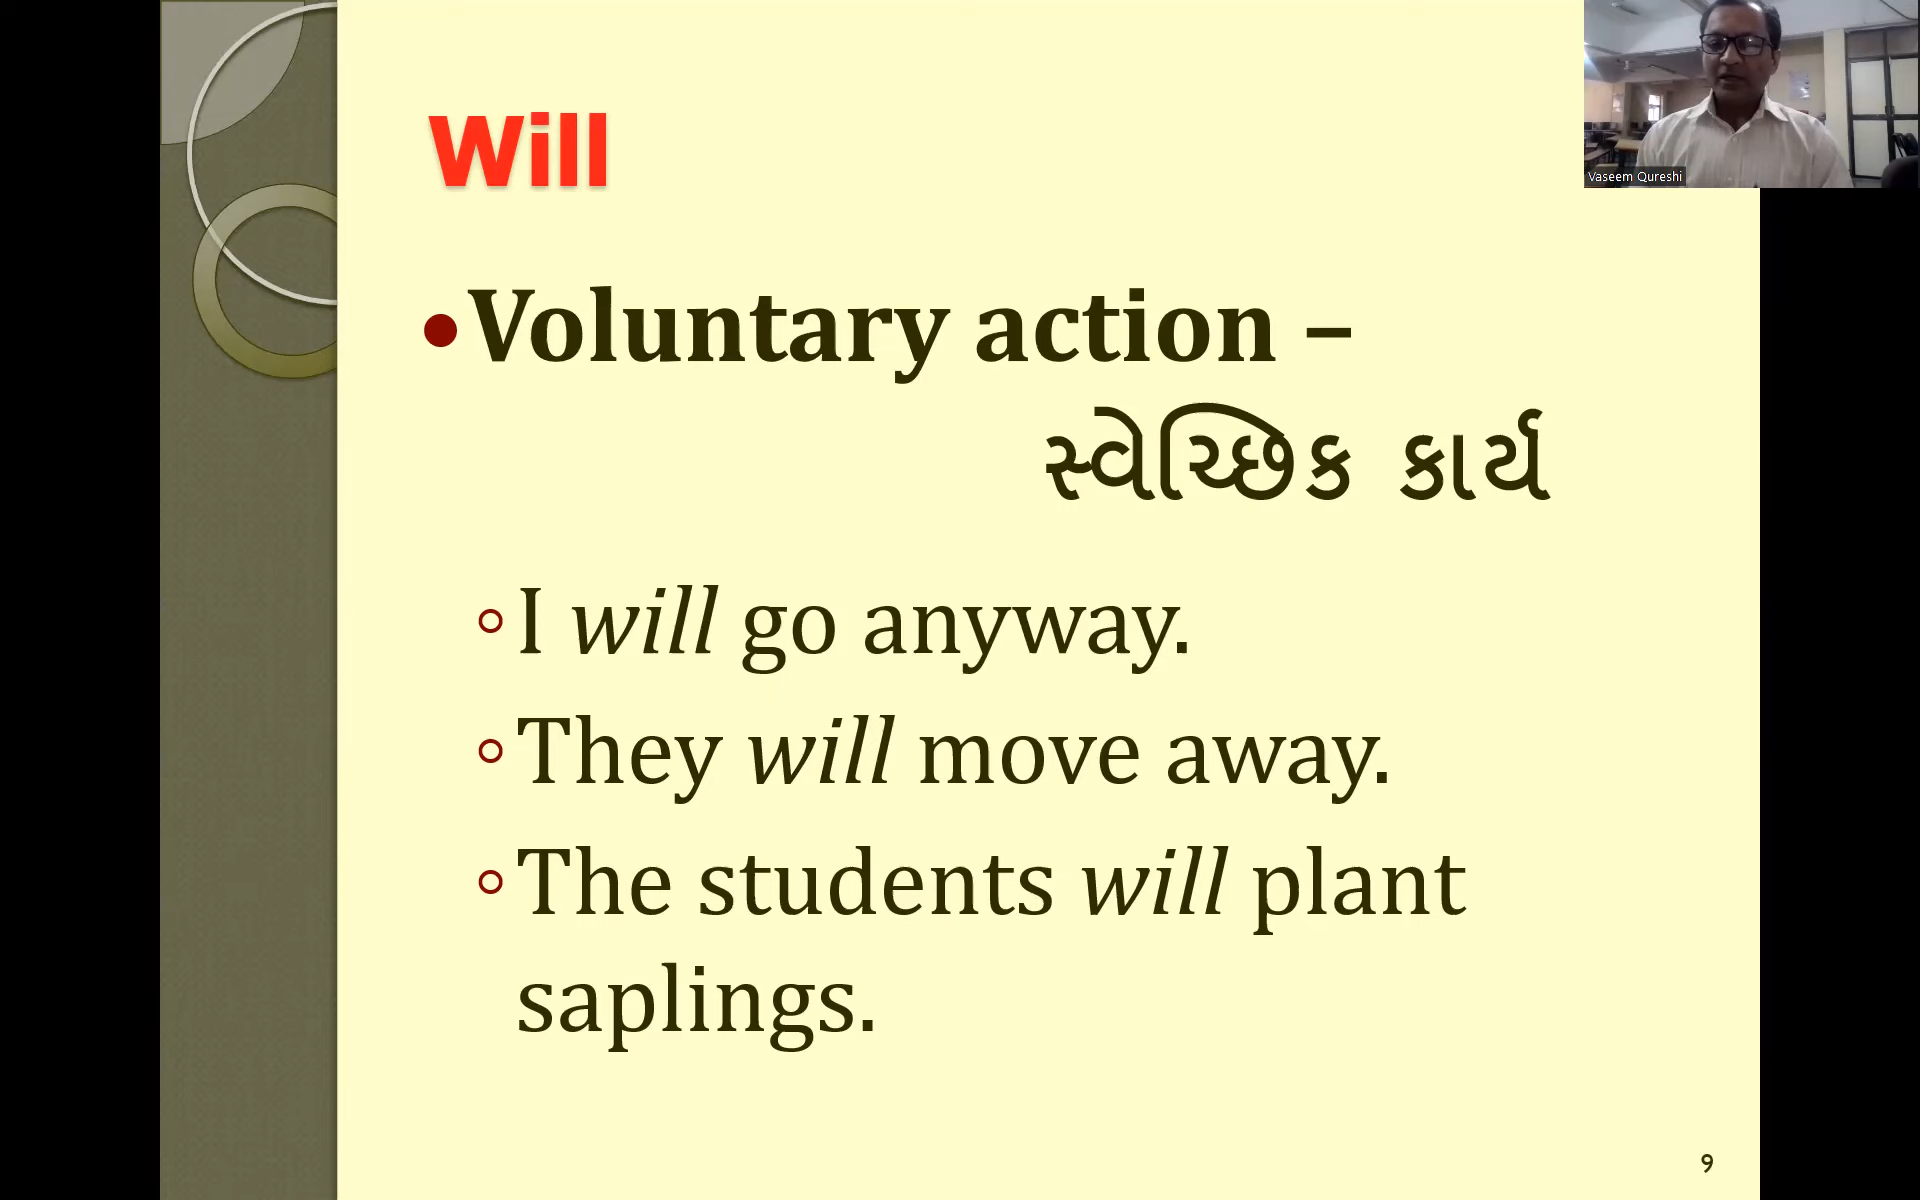 Will
Vaseem Qureshi
•Voluntary action –
સ્વેચ્છિક કાર્ય
◦I will go anyway.
◦They will move away.
◦The students will plant
saplings.
9